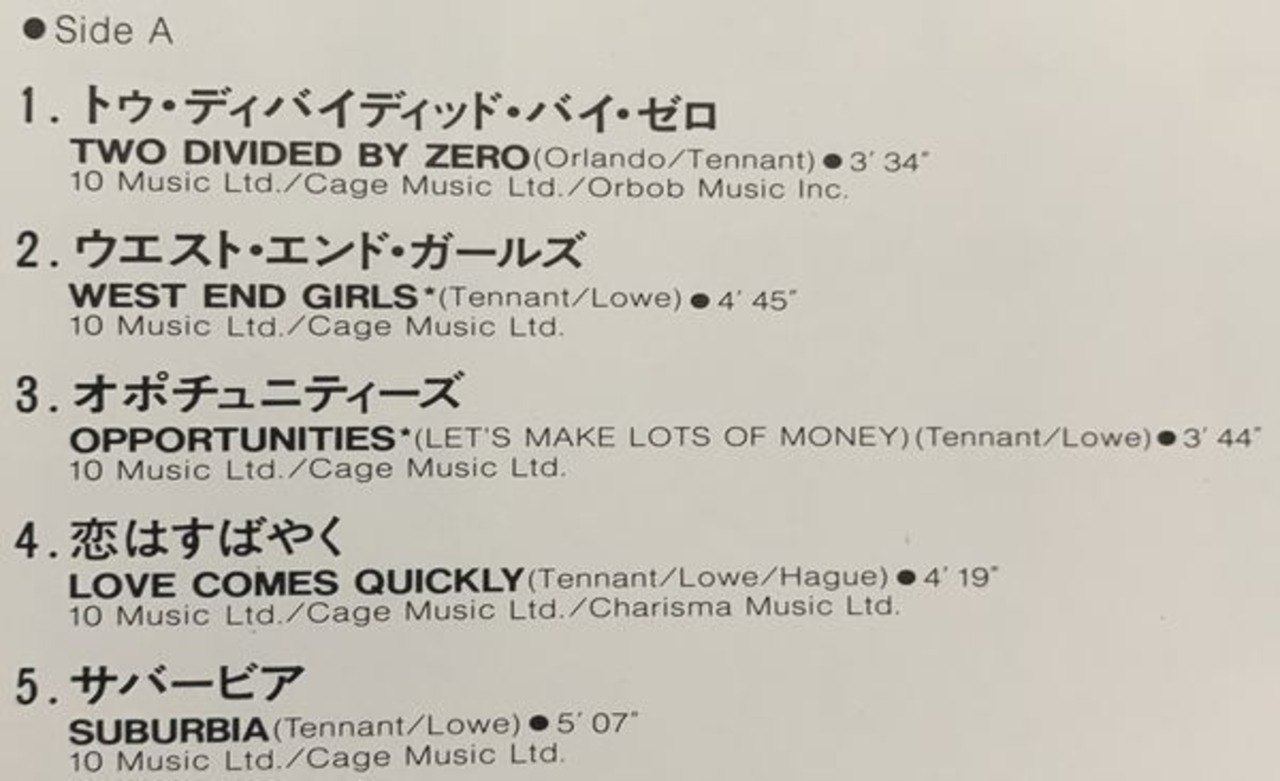 ●Side A
1. トゥ・ディバイディッド・バイ・ゼロ
TWO DIVIDED BY ZERO(Orlando/Tennant)●3′34″
10 Music Ltd./Cage Music Ltd./Orbob Music Inc.
2. ウエスト・エンド・ガールズ
WEST END GIRLS*(Tennant/Lowe)●4′45″
10 Music Ltd./Cage Music Ltd.
3. オポチュニティーズ
OPPORTUNITIES*(LET'S MAKE LOTS OF MONEY)(Tennant/Lowe)●3′44″
10 Music Ltd./Cage Music Ltd.
4. 恋はすばやく
LOVE COMES QUICKLY(Tennant/Lowe/Hague)●4′19″
10 Music Ltd./Cage Music Ltd./Charisma Music Ltd.
5. サバービア
SUBURBIA(Tennant/Lowe)●5′07″
10 Music Ltd./Cage Music Ltd.